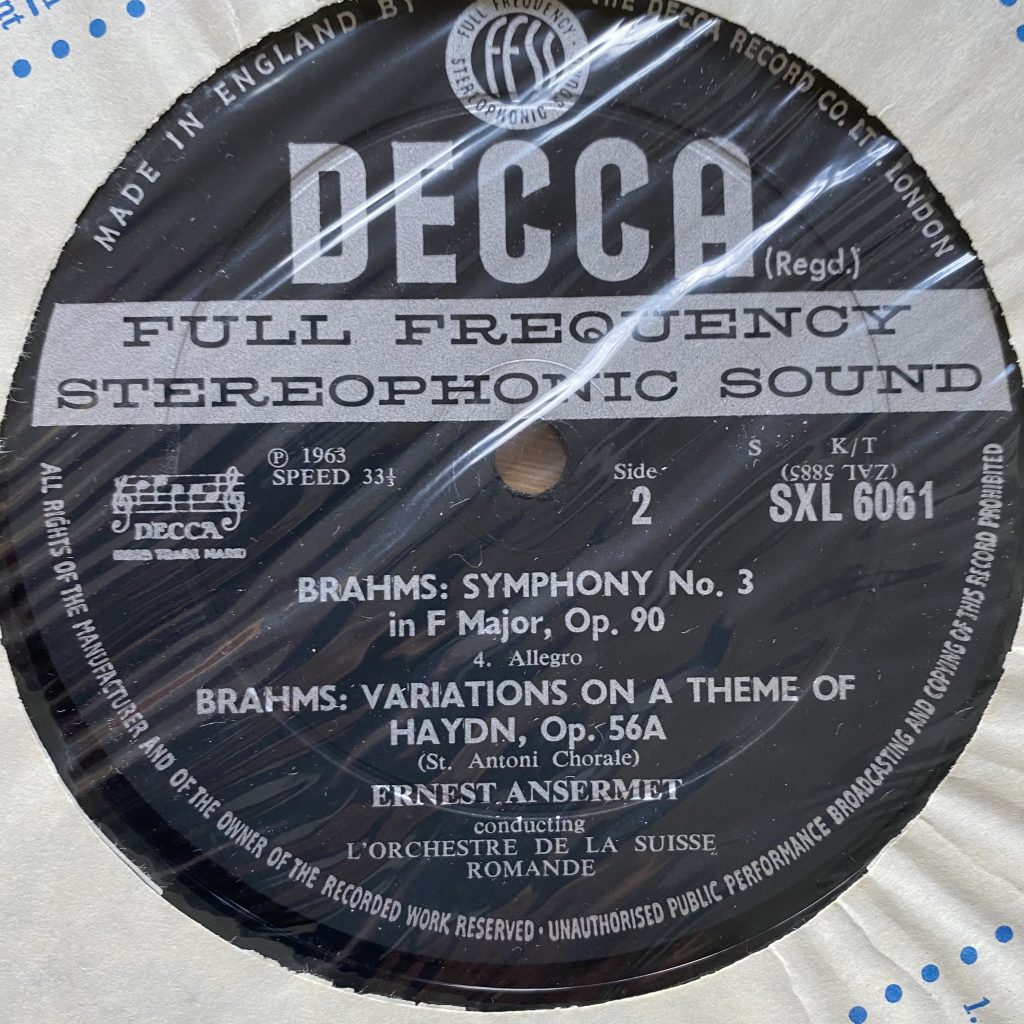 MADE IN ENGLAND BY THE DECCA RECORD CO. LTD LONDON
FULL FREQUENCY
FFSS
STEREOPHONIC SOUND
DECCA
(Regd.)
FULL FREQUENCY
STEREOPHONIC SOUND
℗ 1963
SPEED 33⅓
DECCA
TRADE MARK
Side
2
S K/T
(ZAL 5885)
SXL 6061
BRAHMS: SYMPHONY No. 3
in F Major, Op. 90
4. Allegro
BRAHMS: VARIATIONS ON A THEME OF
HAYDN, Op. 56A
(St. Antoni Chorale)
ERNEST ANSERMET
conducting
L'ORCHESTRE DE LA SUISSE
ROMANDE
ALL RIGHTS OF THE MANUFACTURER AND OF THE OWNER OF THE RECORDED WORK RESERVED · UNAUTHORISED PUBLIC PERFORMANCE BROADCASTING AND COPYING OF THIS RECORD PROHIBITED
1.